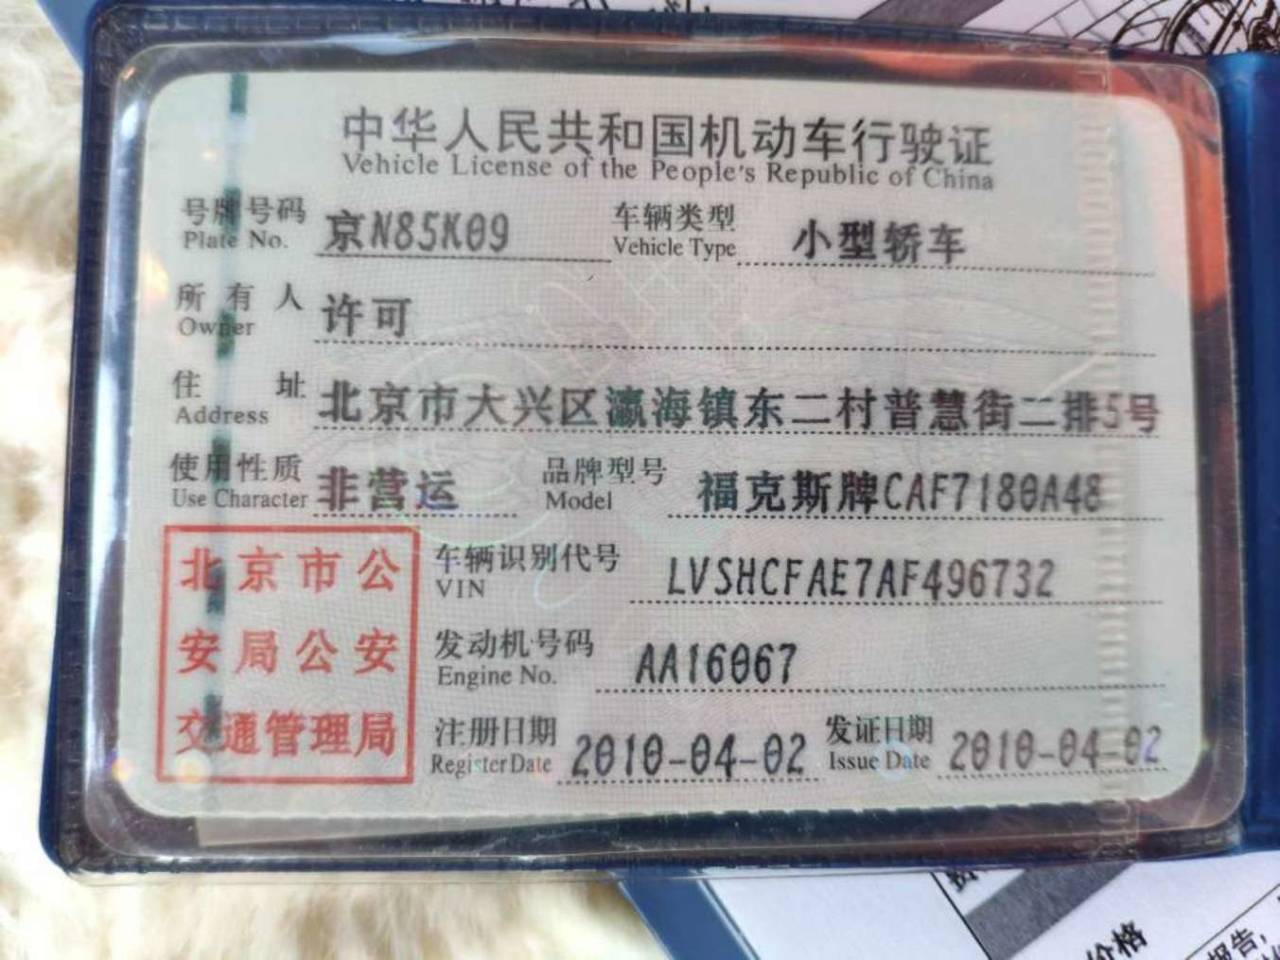 中华人民共和国机动车行驶证
Vehicle License of the People's Republic of China
号牌号码 京N85K09 车辆类型 小型轿车
Plate No. Vehicle Type
所有人 许可
Owner
住址 北京市大兴区瀛海镇东二村普慧街二排5号
Address
使用性质 非营运 品牌型号 福克斯牌CAF7180A48
Use Character Model
北京市公
安局公安
交通管理局
车辆识别代号 LVSHCFAE7AF496732
VIN
发动机号码 AA16067
Engine No.
注册日期 2010-04-02 发证日期 2010-04-02
Register Date Issue Date
价格
报告,